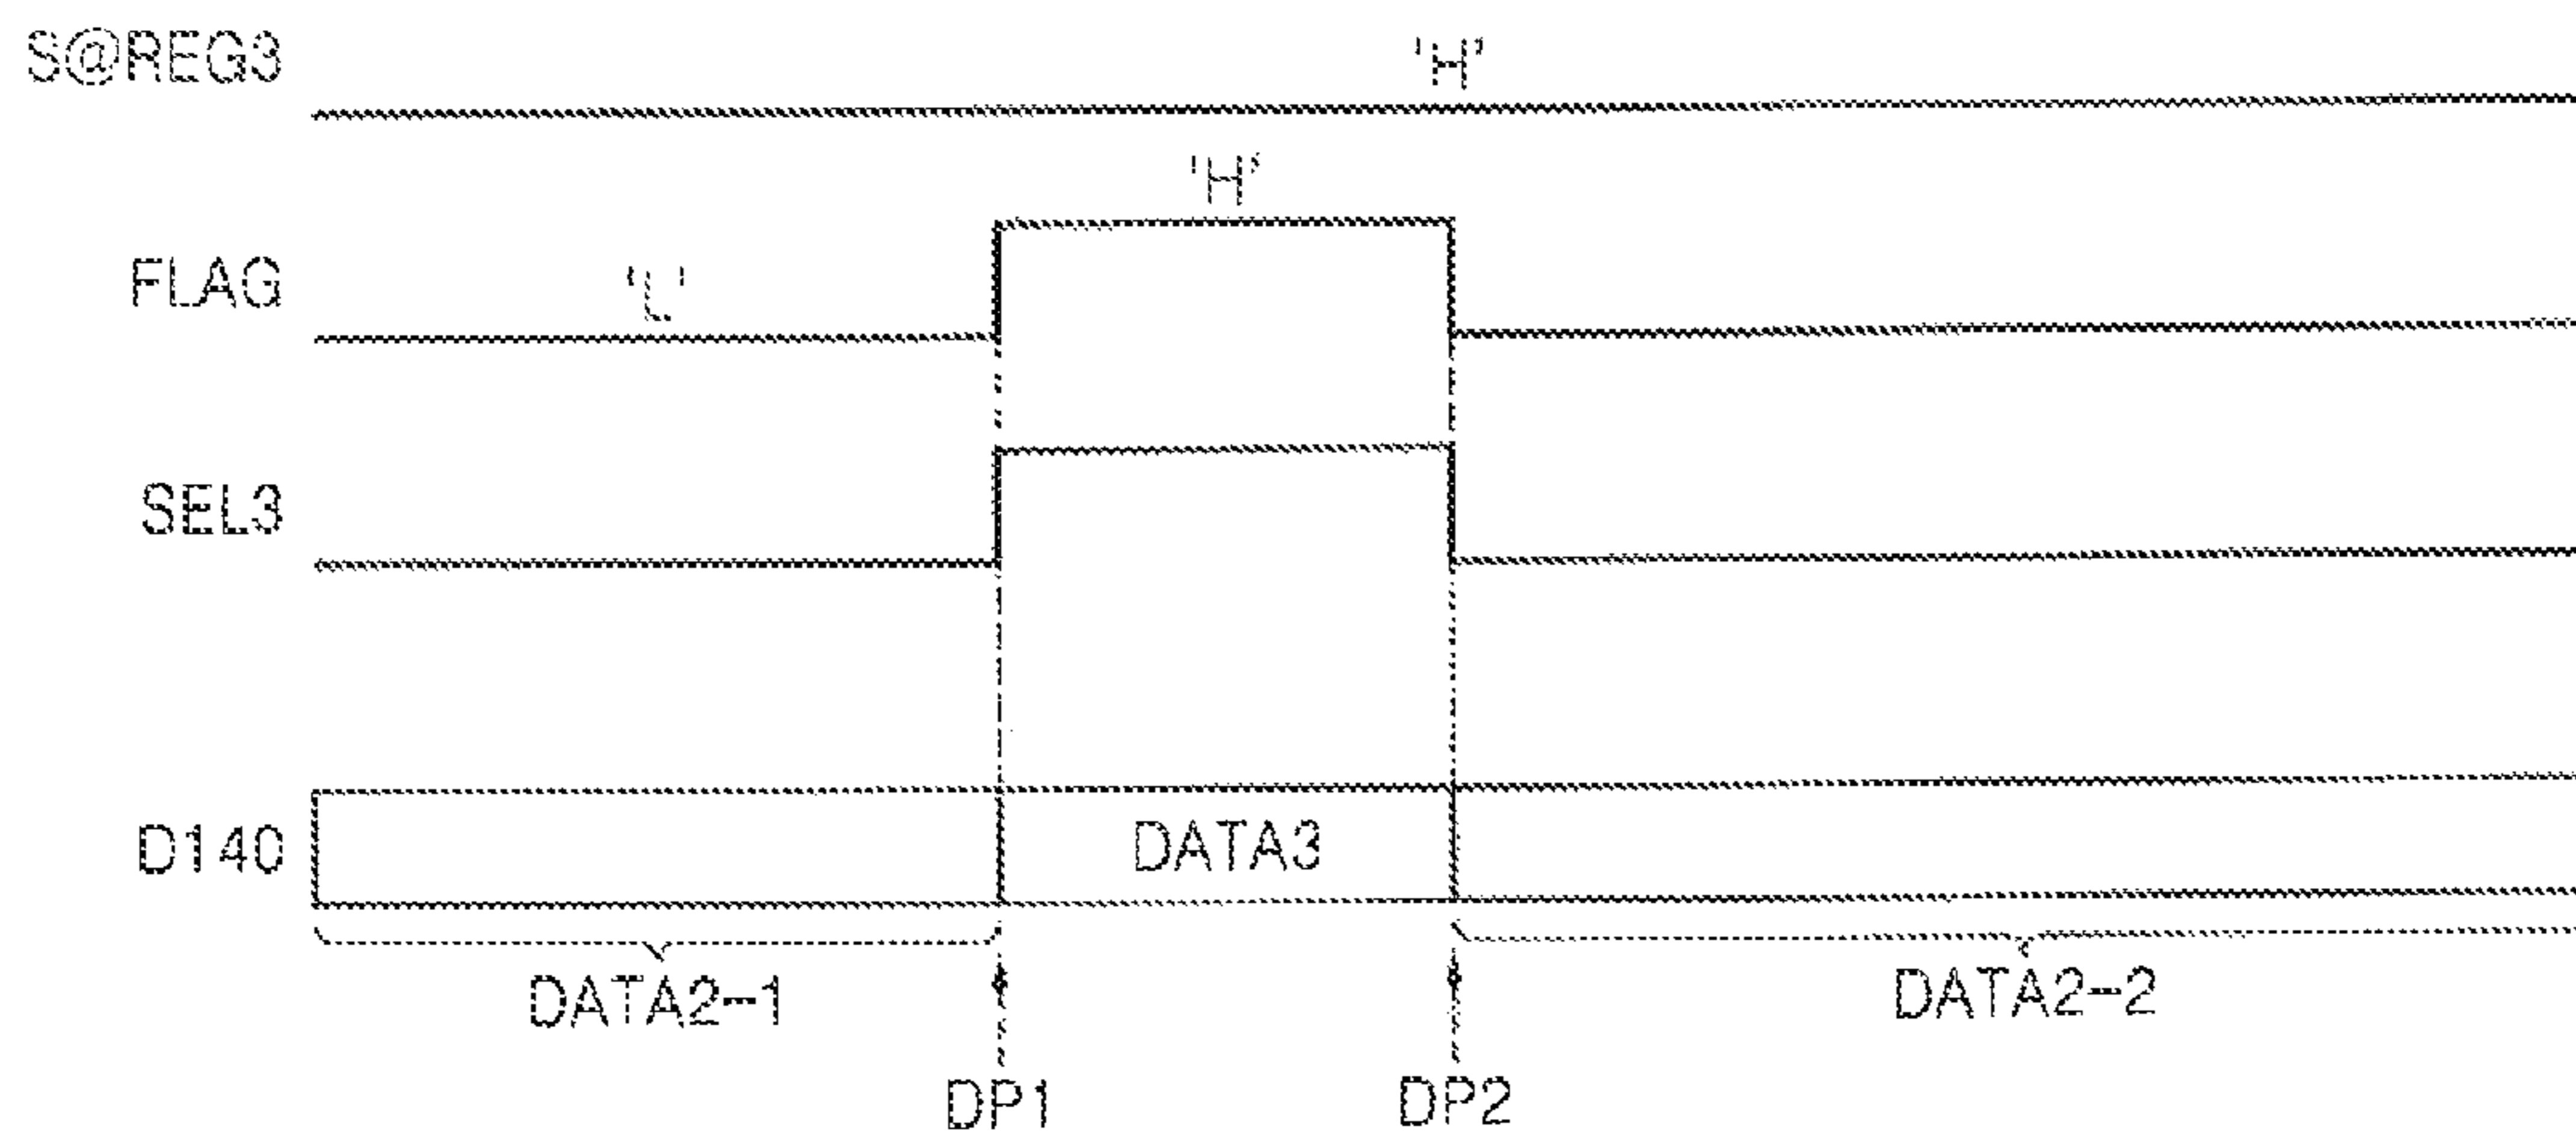 S@REG3
'H'
'H'
FLAG
'L'
SEL3
D140
DATA3
DATA2-1
DATA2-2
DP1
DP2